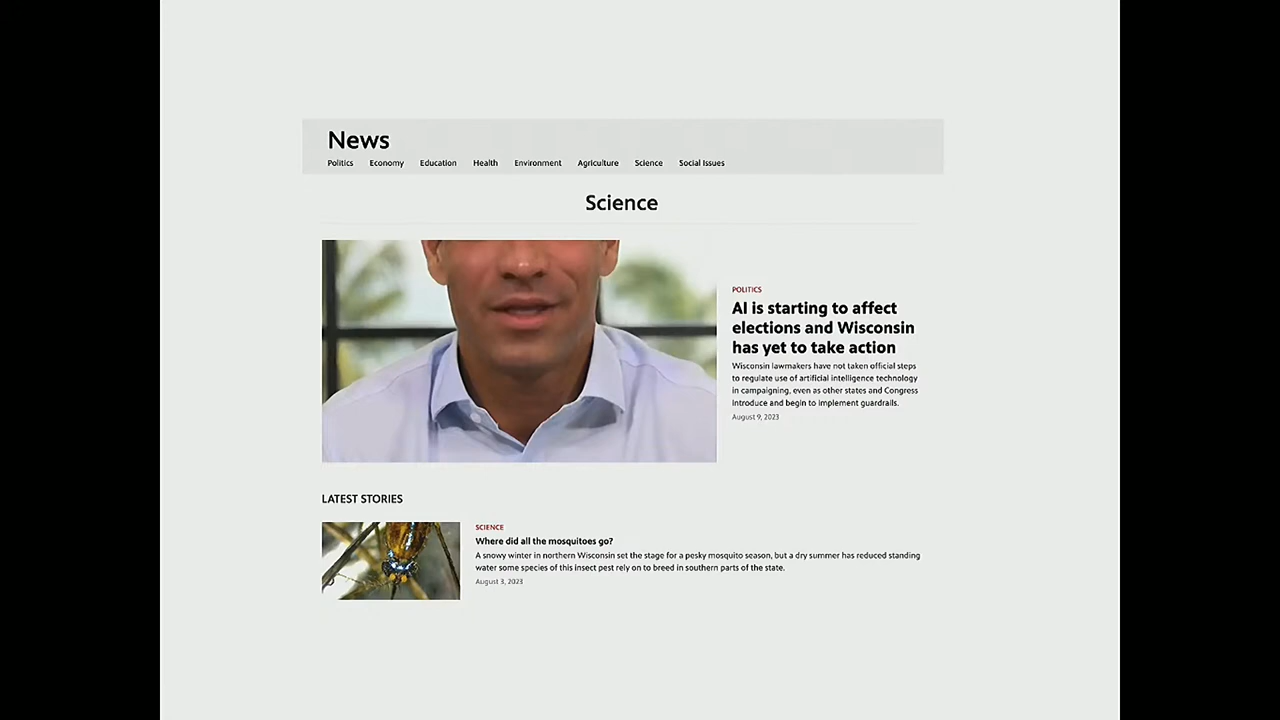 News
Politics Economy Education Health Environment Agriculture Science Social Issues
Science
POLITICS
AI is starting to affect
elections and Wisconsin
has yet to take action
Wisconsin lawmakers have not taken official steps
to regulate use of artificial intelligence technology
in campaigning, even as other states and Congress
introduce and begin to implement guardrails.
August 9, 2023
LATEST STORIES
SCIENCE
Where did all the mosquitoes go?
A snowy winter in northern Wisconsin set the stage for a pesky mosquito season, but a dry summer has reduced standing
water some species of this insect pest rely on to breed in southern parts of the state.
August 3, 2023